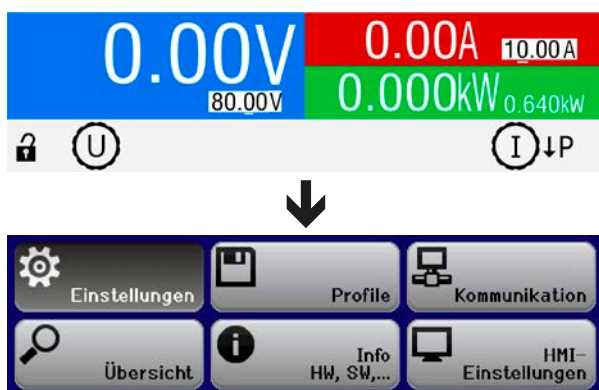 0.00V
80.00V
0.00A 10.00A
0.000kW 0.640kW
U
I ↓P
Einstellungen
Profile
Kommunikation
Übersicht
Info
HW, SW,...
HMI-
Einstellungen